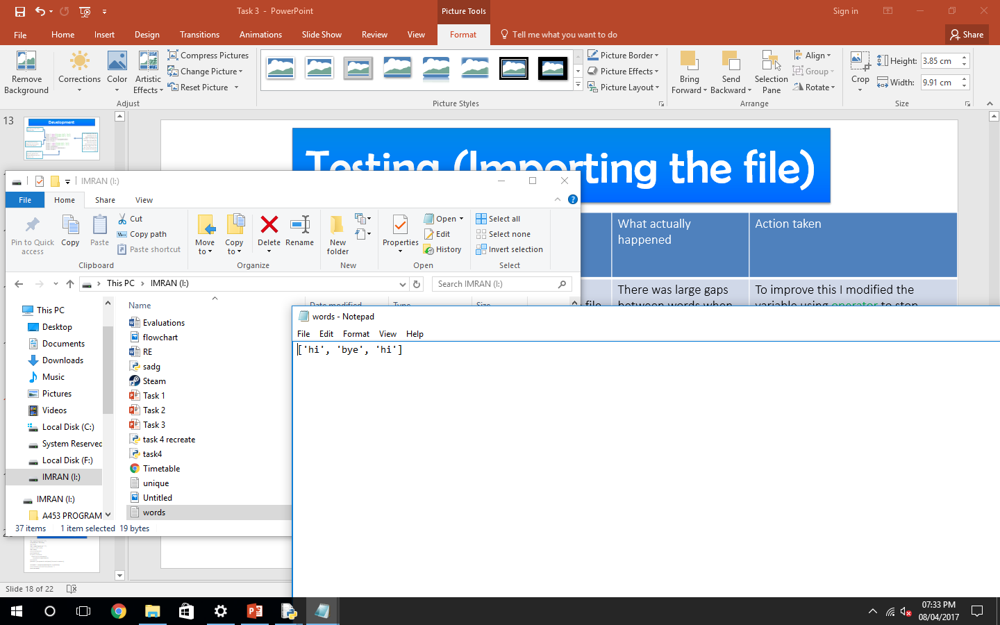 Task 3 - PowerPoint
Picture Tools
Sign in
File Home Insert Design Transitions Animations Slide Show Review View Format Tell me what you want to do Share
Remove Background
Corrections
Color
Artistic Effects
Compress Pictures
Change Picture
Reset Picture
Adjust
Picture Styles
Picture Border
Picture Effects
Picture Layout
Bring Forward
Send Backward
Selection Pane
Align
Group
Rotate
Arrange
Crop
Height: 3.85 cm
Width: 9.91 cm
Size
13
Development
Testing (Importing the file)
What actually
happened
Action taken
There was large gaps
between words when
To improve this I modified the
variable using operator to stop
file
IMRAN (I:)
File Home Share View
Pin to Quick access
Copy
Paste
Cut
Copy path
Paste shortcut
Clipboard
Move to
Copy to
Delete
Rename
Organize
New folder
New
Properties
Open
Edit
History
Open
Select all
Select none
Invert selection
Select
This PC IMRAN (I:)
Search IMRAN (I:)
This PC
Desktop
Documents
Downloads
Music
Pictures
Videos
Local Disk (C:)
System Reserved
Local Disk (F:)
IMRAN (I:)
IMRAN (I:)
A453 PROGRAM
Name Date modified Type Size
Evaluations
flowchart
RE
sadg
Steam
Task 1
Task 2
Task 3
task 4 recreate
task4
Timetable
unique
Untitled
words
37 items 1 item selected 19 bytes
words - Notepad
File Edit Format View Help
['hi', 'bye', 'hi']
Slide 18 of 22
07:33 PM
08/04/2017